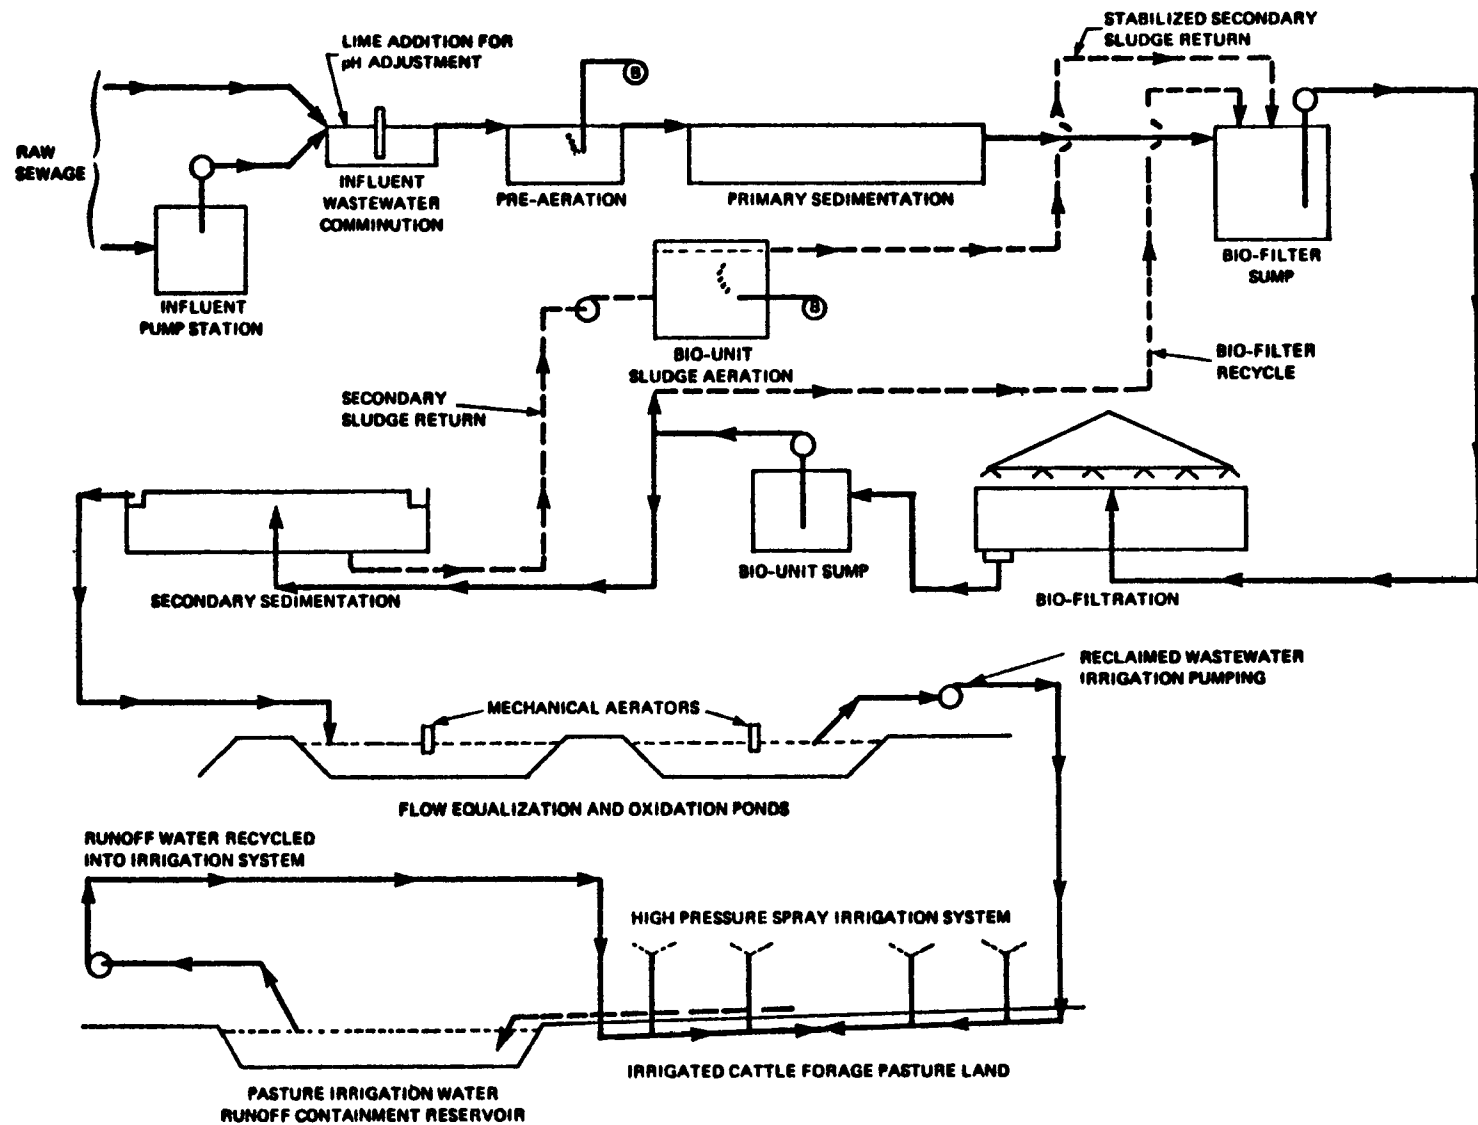 STABILIZED SECONDARY
SLUDGE RETURN
LIME ADDITION FOR
pH ADJUSTMENT
B
RAW
SEWAGE
INFLUENT
WASTEWATER
COMMINUTION
PRE-AERATION
PRIMARY SEDIMENTATION
BIO-FILTER
SUMP
INFLUENT
PUMP STATION
B
BIO-UNIT
SLUDGE AERATION
BIO-FILTER
RECYCLE
SECONDARY
SLUDGE RETURN
BIO-UNIT SUMP
SECONDARY SEDIMENTATION
BIO-FILTRATION
RECLAIMED WASTEWATER
IRRIGATION PUMPING
MECHANICAL AERATORS
FLOW EQUALIZATION AND OXIDATION PONDS
RUNOFF WATER RECYCLED
INTO IRRIGATION SYSTEM
HIGH PRESSURE SPRAY IRRIGATION SYSTEM
IRRIGATED CATTLE FORAGE PASTURE LAND
PASTURE IRRIGATION WATER
RUNOFF CONTAINMENT RESERVOIR